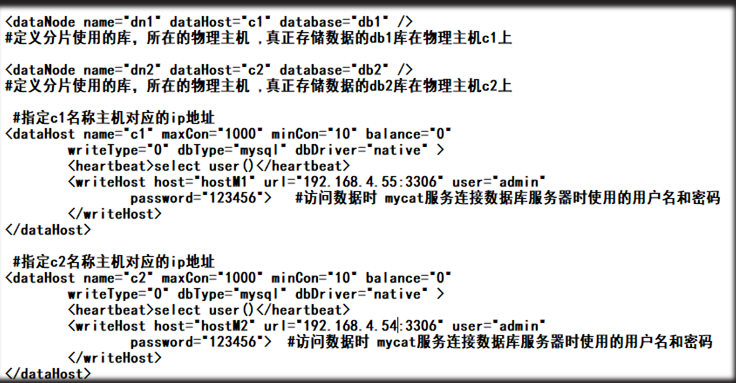 <dataNode name="dn1" dataHost="c1" database="db1" />
#定义分片使用的库，所在的物理主机 ,真正存储数据的db1库在物理主机c1上
<dataNode name="dn2" dataHost="c2" database="db2" />
#定义分片使用的库，所在的物理主机 ,真正存储数据的db2库在物理主机c2上
#指定c1名称主机对应的ip地址
<dataHost name="c1" maxCon="1000" minCon="10" balance="0"
writeType="0" dbType="mysql" dbDriver="native" >
<heartbeat>select user()</heartbeat>
<writeHost host="hostM1" url="192.168.4.55:3306" user="admin"
password="123456"> #访问数据时 mycat服务连接数据库服务器时使用的用户名和密码
</writeHost>
</dataHost>
#指定c2名称主机对应的ip地址
<dataHost name="c2" maxCon="1000" minCon="10" balance="0"
writeType="0" dbType="mysql" dbDriver="native" >
<heartbeat>select user()</heartbeat>
<writeHost host="hostM2" url="192.168.4.54:3306" user="admin"
password="123456"> #访问数据时 mycat服务连接数据库服务器时使用的用户名和密码
</writeHost>
</dataHost>